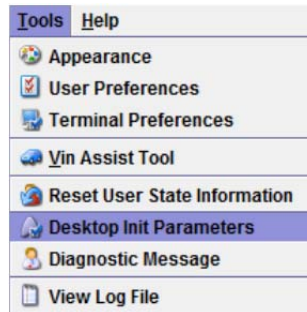 Tools Help
Appearance
User Preferences
Terminal Preferences
Vin Assist Tool
Reset User State Information
Desktop Init Parameters
Diagnostic Message
View Log File